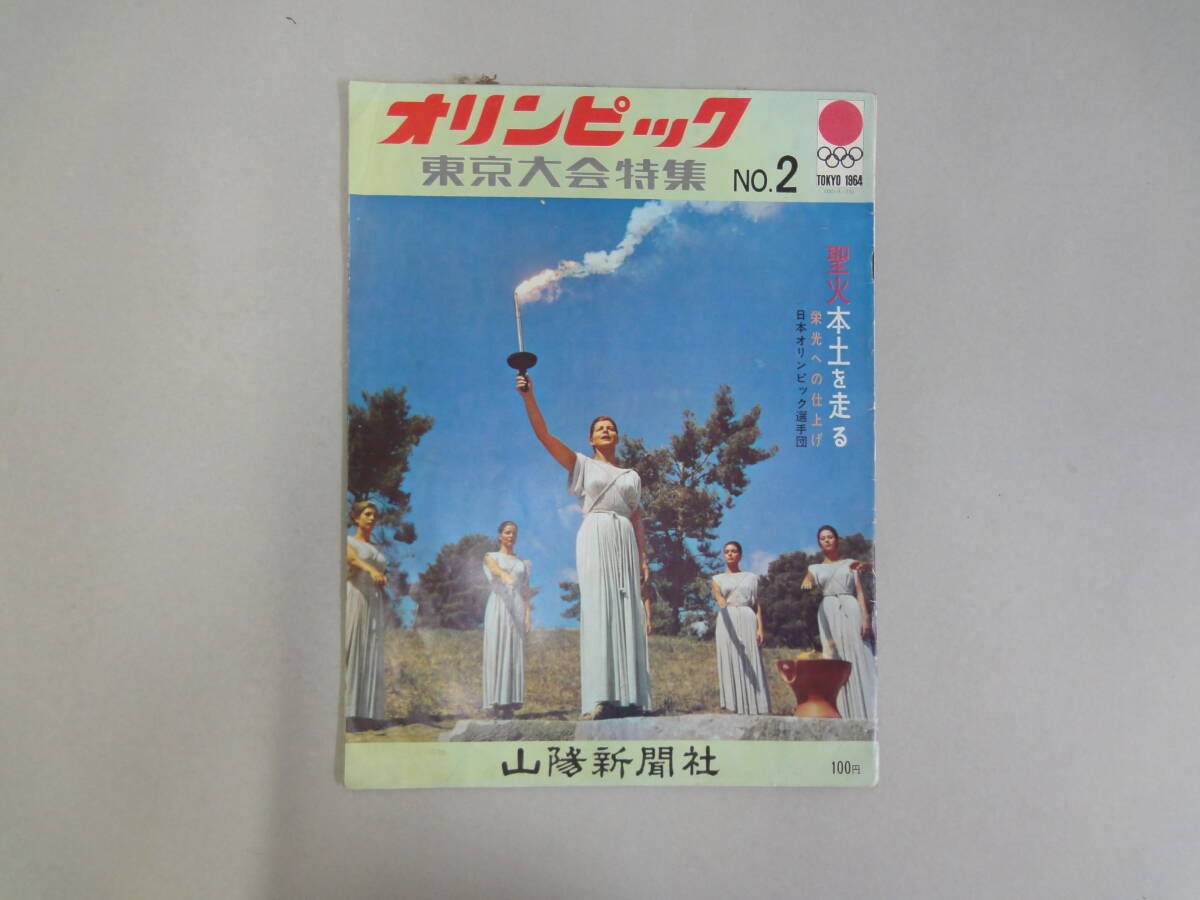 オリンピック
東京大会特集 NO.2
TOKYO 1964
聖火本土を走る
栄光への仕上げ
日本オリンピック選手団
山陽新聞社
100円